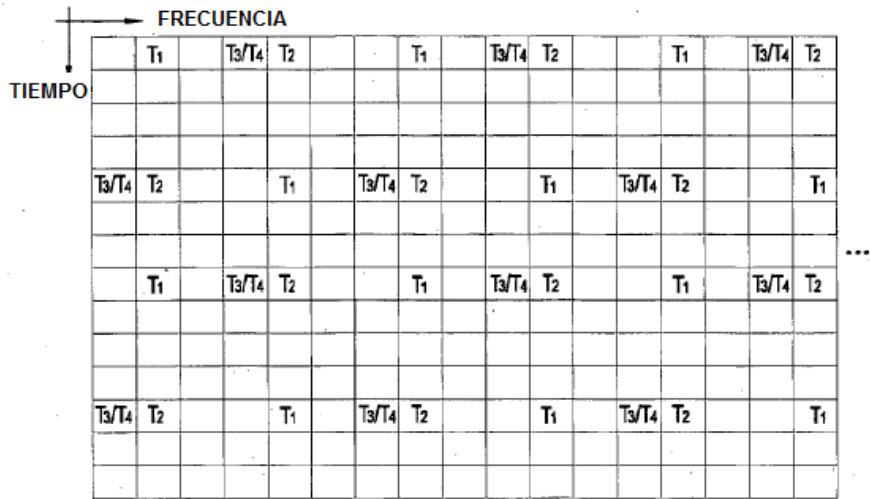 FRECUENCIA
T1 T3/T4 T2 T1 T3/T4 T2 T1 T3/T4 T2
TIEMPO
T3/T4 T2 T1 T3/T4 T2 T1 T3/T4 T2 T1
...
T1 T3/T4 T2 T1 T3/T4 T2 T1 T3/T4 T2
T3/T4 T2 T1 T3/T4 T2 T1 T3/T4 T2 T1